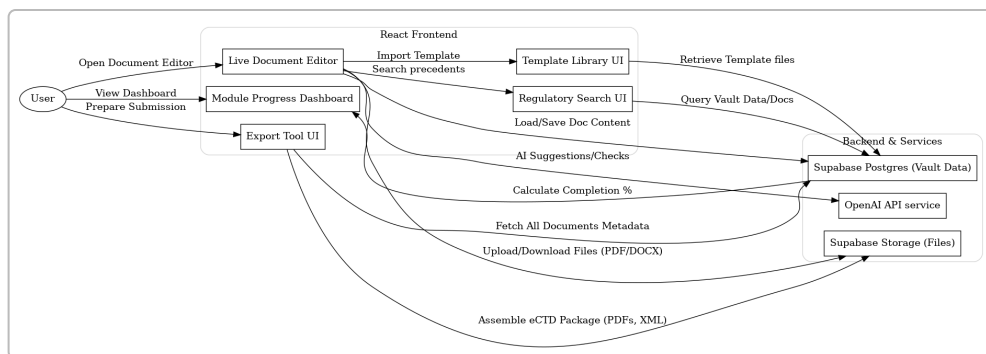 React Frontend
Open Document Editor
Live Document Editor
Import Template
Search precedents
Template Library UI
Retrieve Template files
User
View Dashboard
Prepare Submission
Module Progress Dashboard
Regulatory Search UI
Query Vault Data/Docs
Export Tool UI
Load/Save Doc Content
Backend & Services
AI Suggestions/Checks
Supabase Postgres (Vault Data)
Calculate Completion %
OpenAI API service
Fetch All Documents Metadata
Supabase Storage (Files)
Upload/Download Files (PDF/DOCX)
Assemble eCTD Package (PDFs, XML)